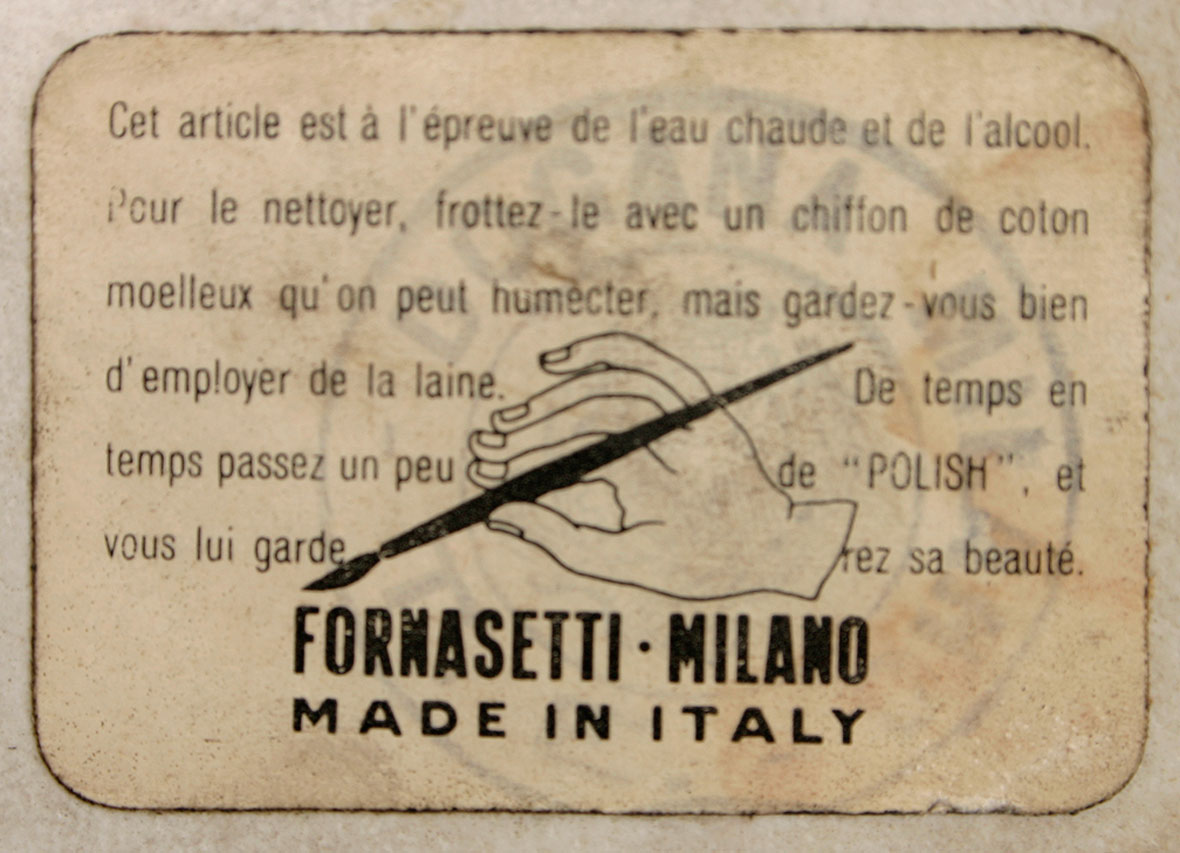 Cet article est à l'épreuve de l'eau chaude et de l'alcool.
Pour le nettoyer, frottez-le avec un chiffon de coton
moelleux qu'on peut humecter, mais gardez-vous bien
d'employer de la laine. De temps en
temps passez un peu de "POLISH", et
vous lui garde rez sa beauté.
FORNASETTI · MILANO
MADE IN ITALY